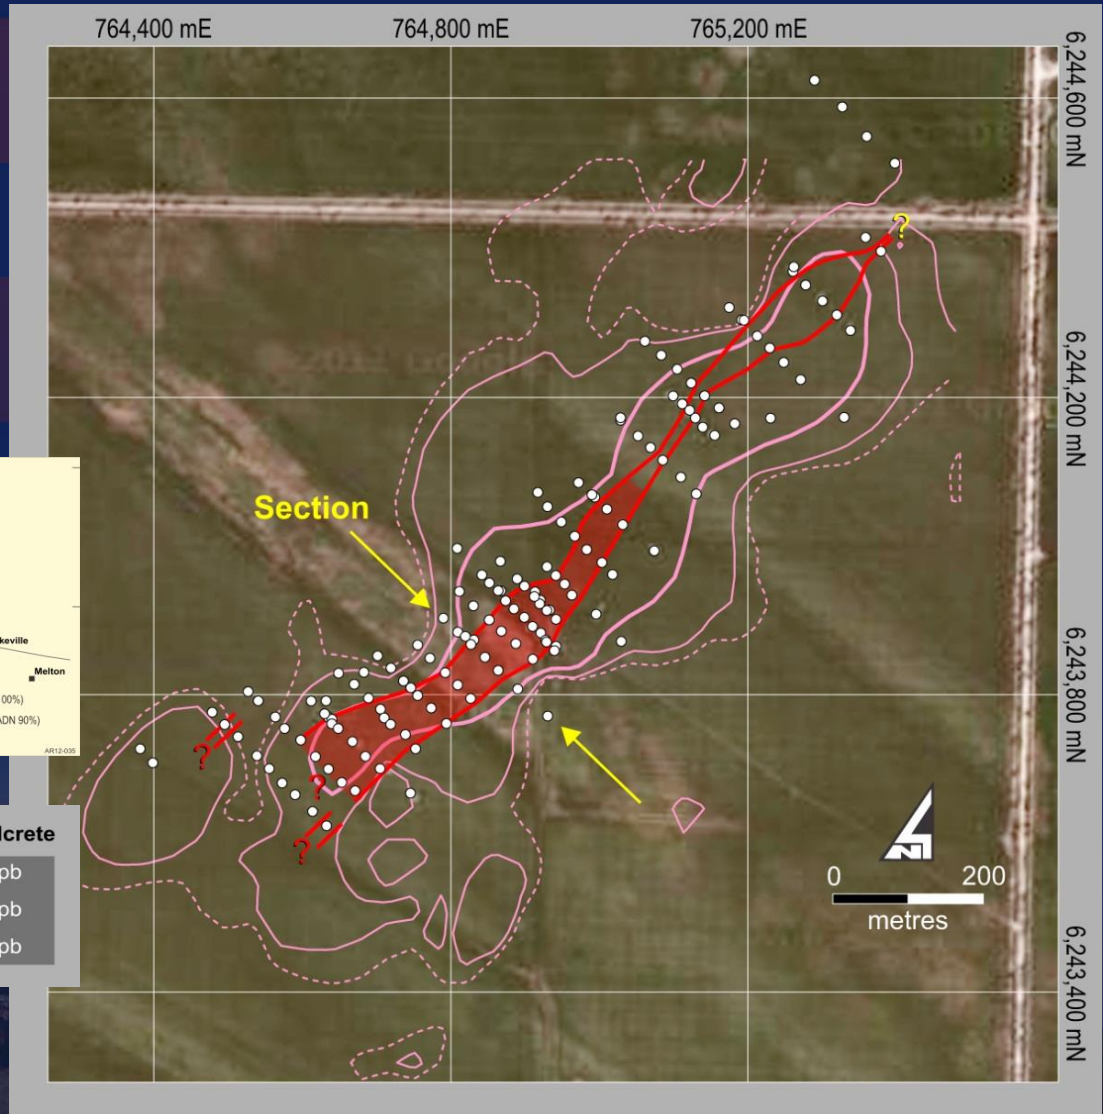 764,400 mE
764,800 mE
765,200 mE
6,244,600 mN
?
6,244,200 mN
Section
6,243,800 mN
keville
Melton
00%)
ADN 90%)
AR12-035
?
?
?
lcrete
pb
pb
pb
N
0 200
metres
6,243,400 mN